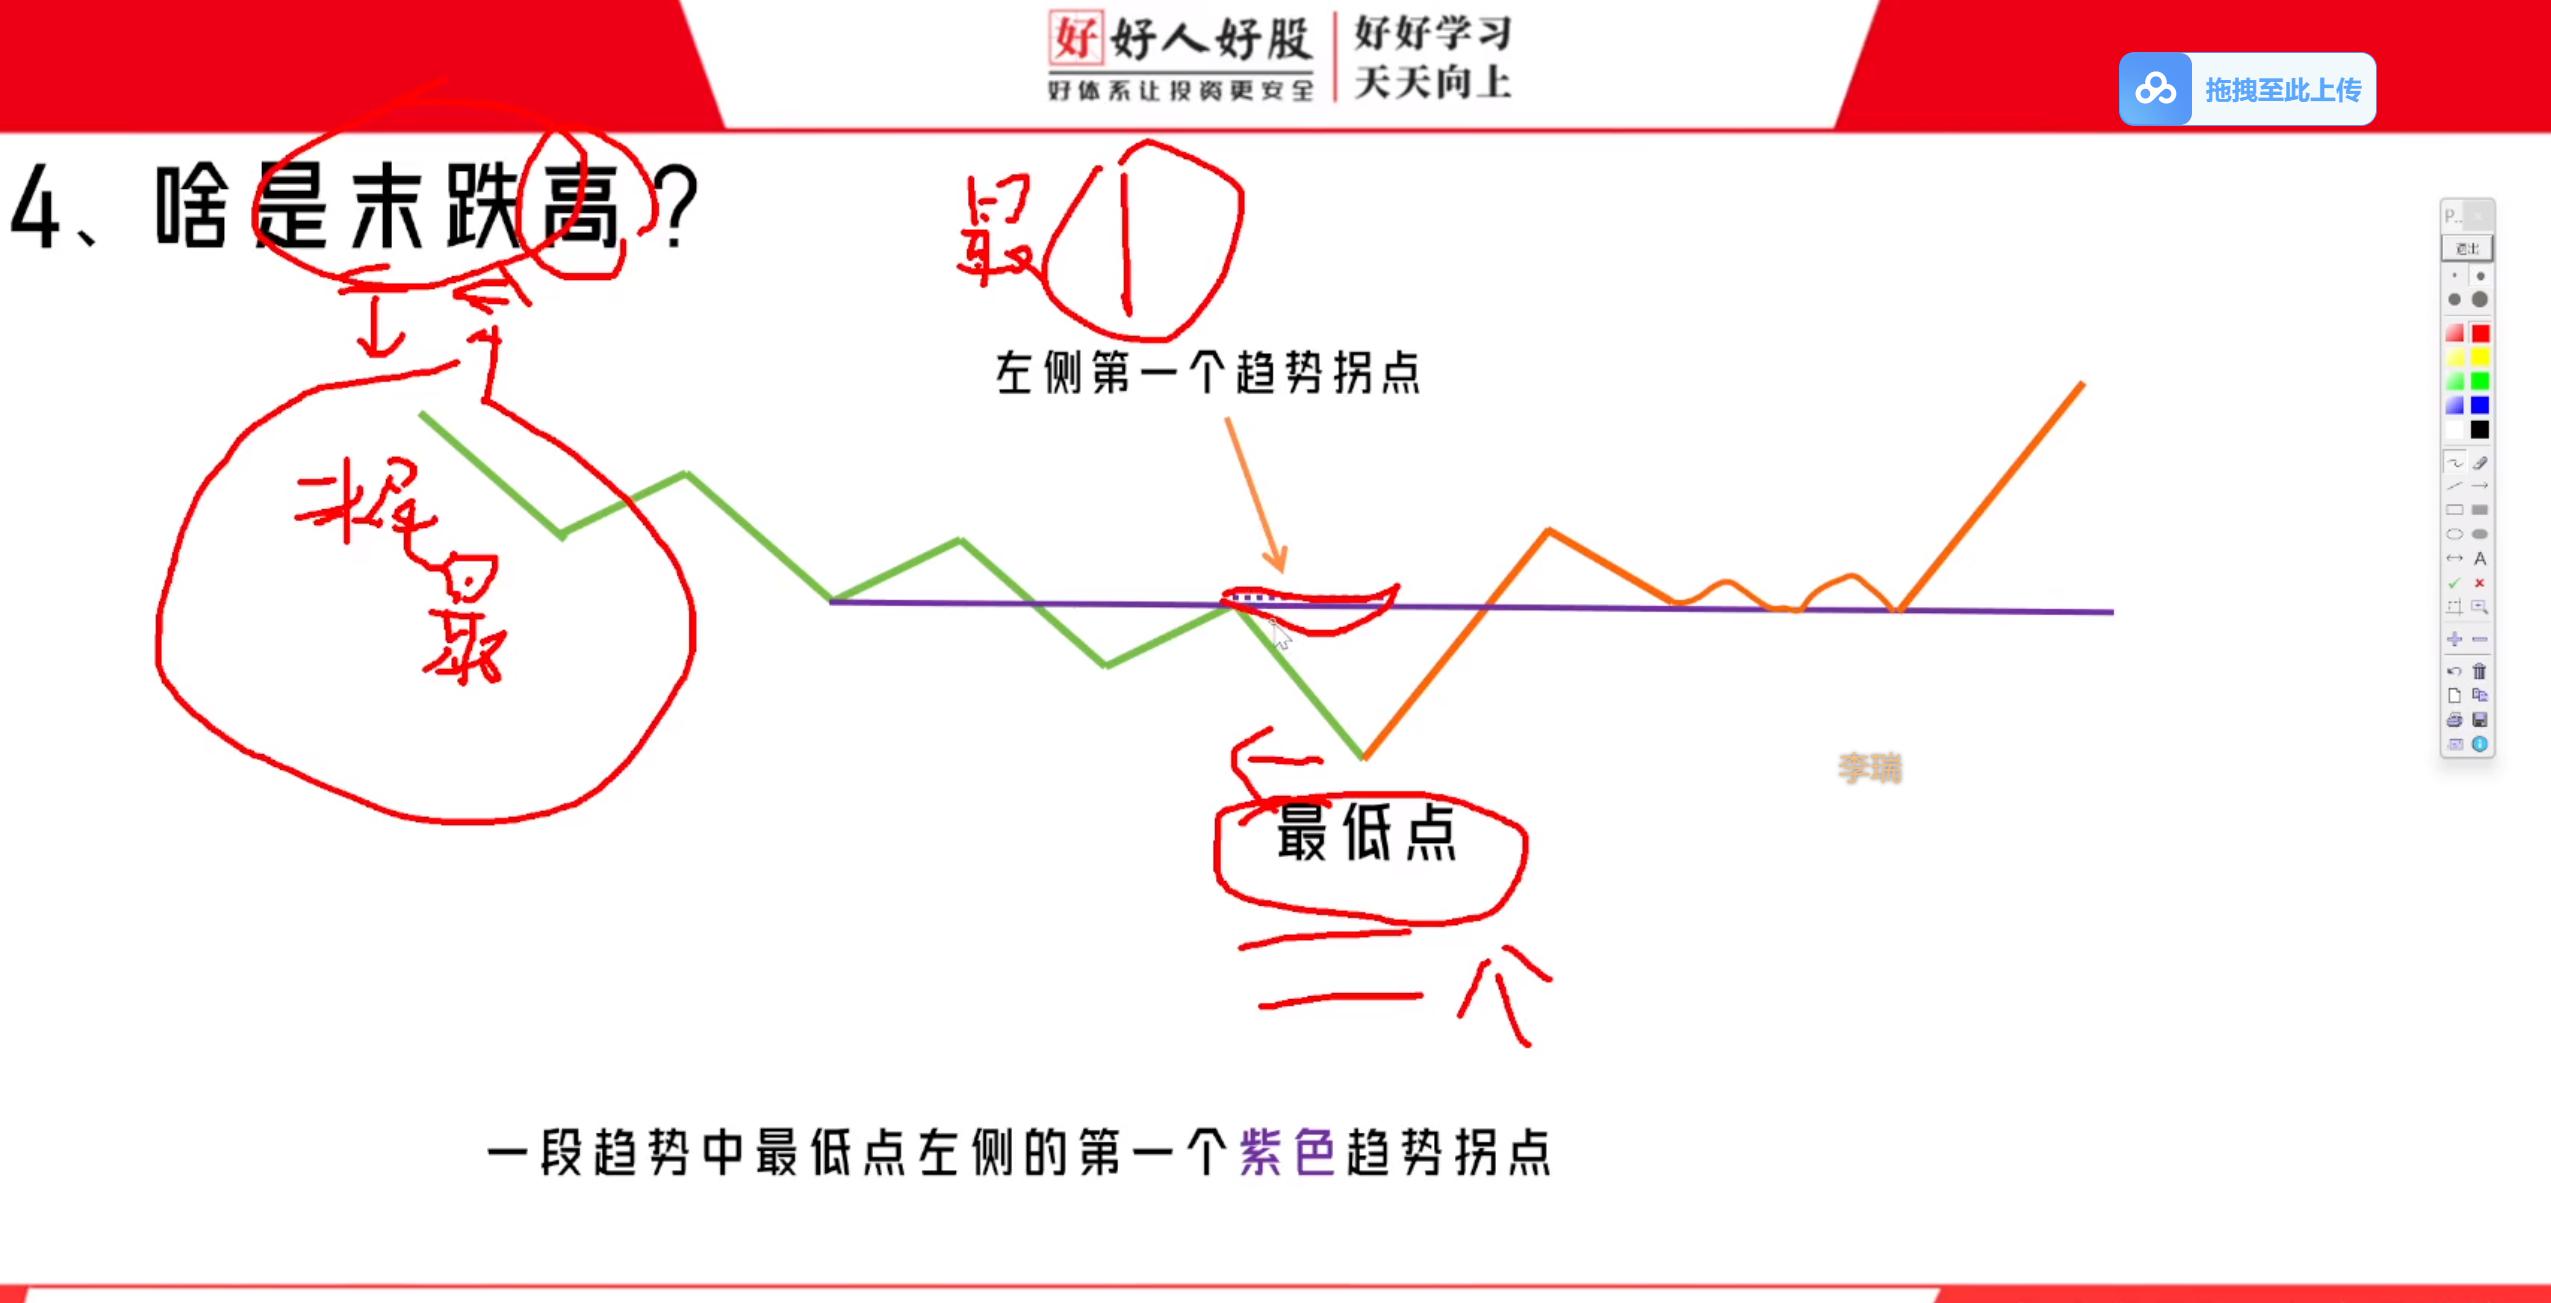 好 好人好股
好体系让投资更安全
好好学习
天天向上
拖拽至此上传
4、啥是末跌高？
最
P..
退出
左侧第一个趋势拐点
A
李瑞
最低点
一个
一段趋势中最低点左侧的第一个紫色趋势拐点